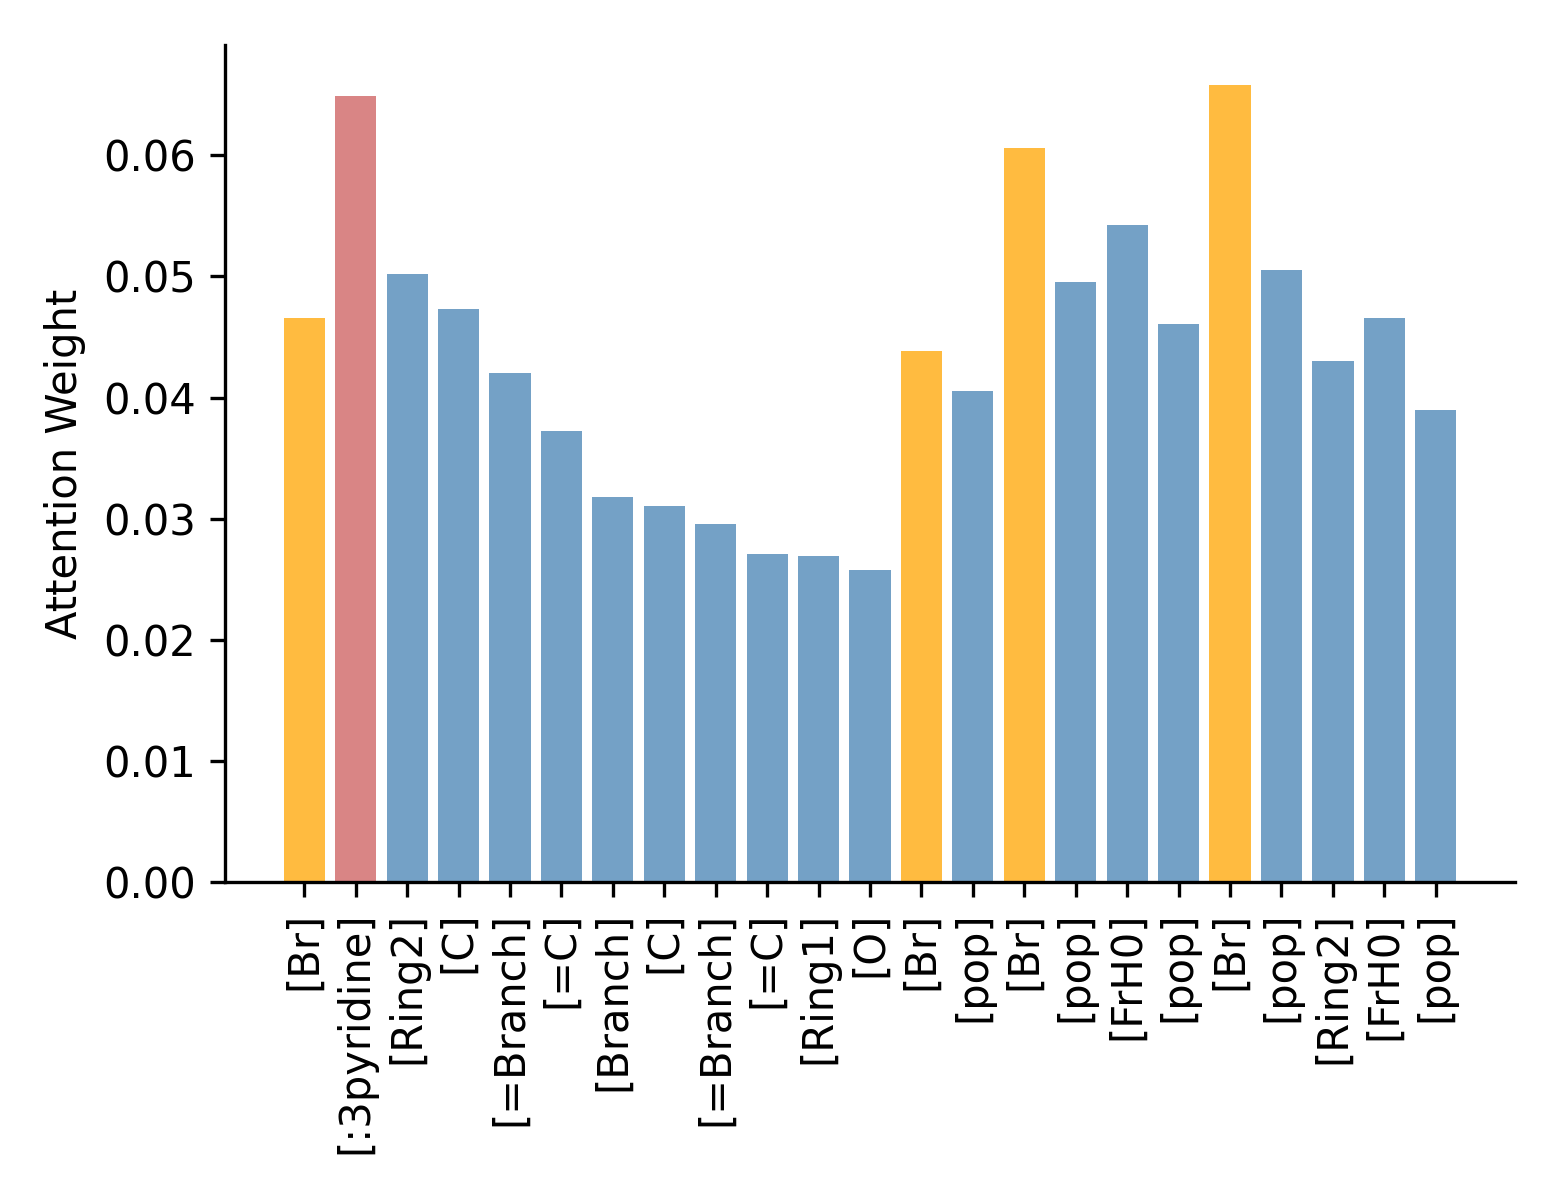 Attention Weight
0.06
0.05
0.04
0.03
0.02
0.01
0.00
[Br]
[:3pyridine]
[Ring2]
[C]
[=Branch]
[=C]
[Branch]
[C]
[=Branch]
[=C]
[Ring1]
[O]
[Br]
[pop]
[Br]
[pop]
[FrH0]
[pop]
[Br]
[pop]
[Ring2]
[FrH0]
[pop]